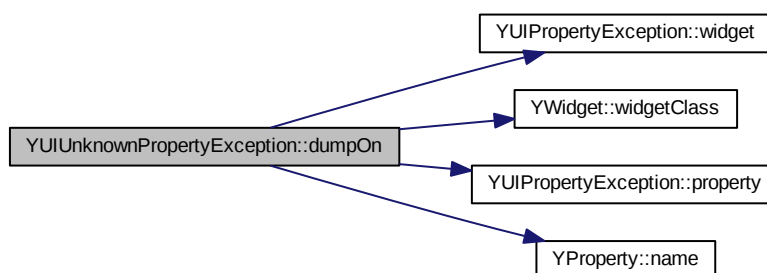 YUIPropertyException::widget
YWidget::widgetClass
YUIUnknownPropertyException::dumpOn
YUIPropertyException::property
YProperty::name